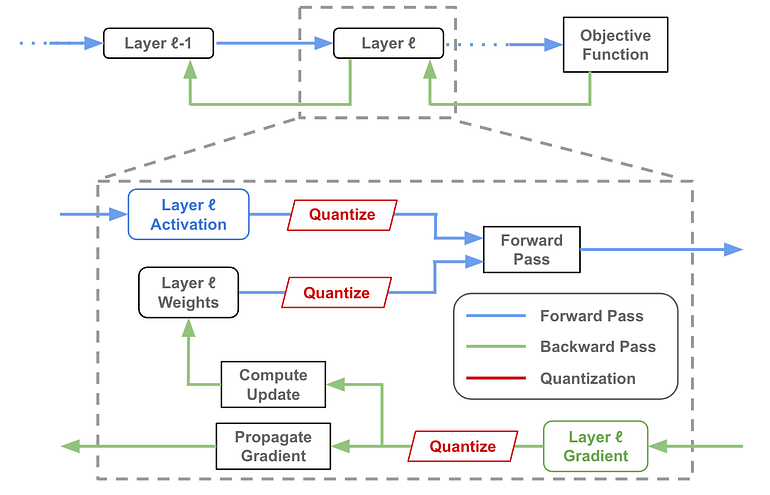 Layer ℓ-1
Layer ℓ
Objective
Function
Layer ℓ
Activation
Quantize
Forward
Pass
Layer ℓ
Weights
Quantize
Forward Pass
Backward Pass
Quantization
Compute
Update
Propagate
Gradient
Quantize
Layer ℓ
Gradient